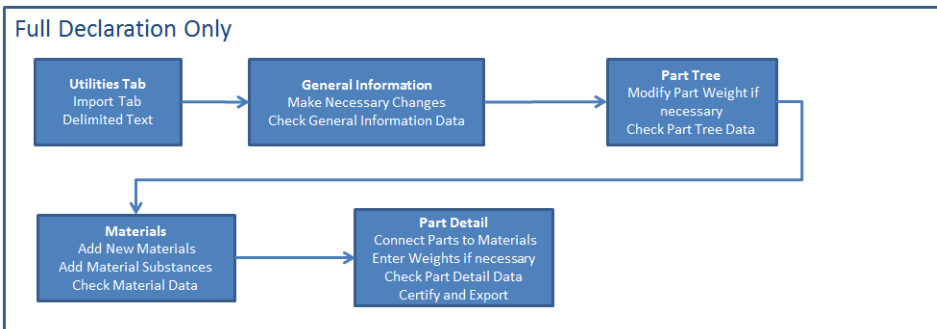 Full Declaration Only
Utilities Tab
Import Tab
Delimited Text
General Information
Make Necessary Changes
Check General Information Data
Part Tree
Modify Part Weight if
necessary
Check Part Tree Data
Materials
Add New Materials
Add Material Substances
Check Material Data
Part Detail
Connect Parts to Materials
Enter Weights if necessary
Check Part Detail Data
Certify and Export